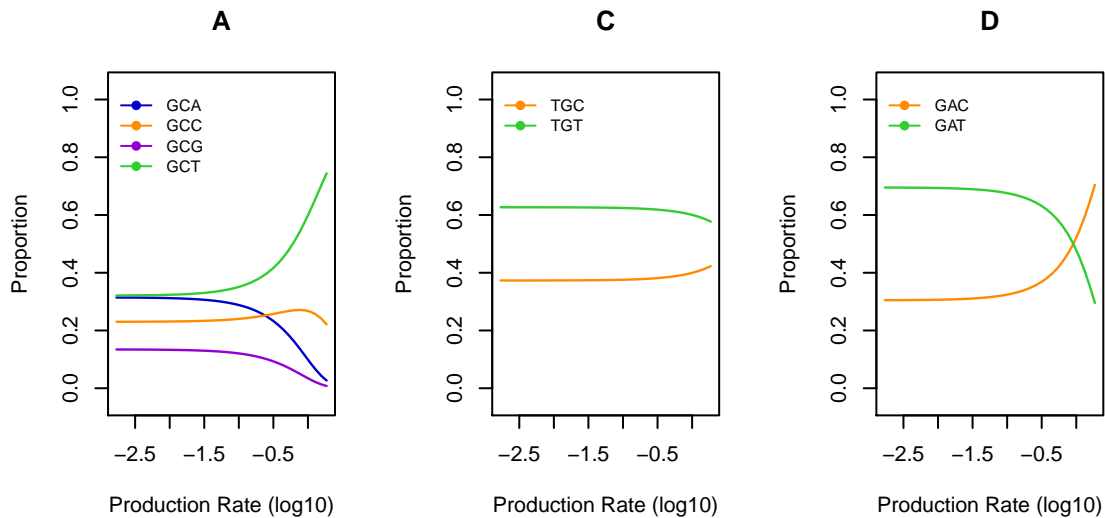 A
GCA
GCC
GCG
GCT
0.0 0.2 0.4 0.6 0.8 1.0
Proportion
−2.5 −1.5 −0.5
Production Rate (log10)
C
TGC
TGT
0.0 0.2 0.4 0.6 0.8 1.0
Proportion
−2.5 −1.5 −0.5
Production Rate (log10)
D
GAC
GAT
0.0 0.2 0.4 0.6 0.8 1.0
Proportion
−2.5 −1.5 −0.5
Production Rate (log10)